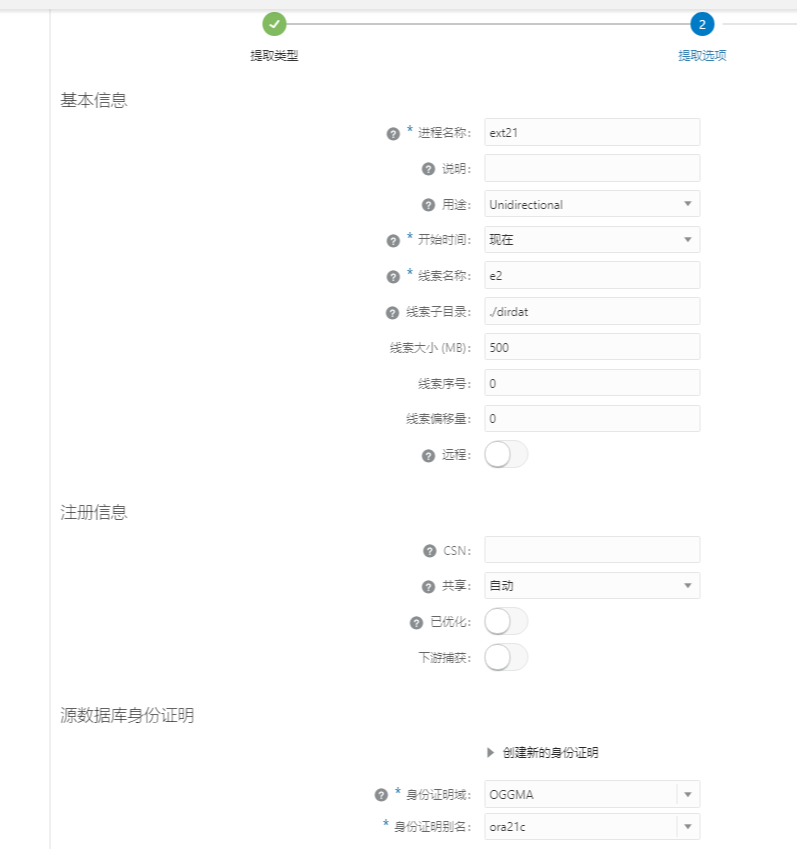 2
提取类型
提取选项
基本信息
? * 进程名称: ext21
? 说明:
? 用途: Unidirectional
? * 开始时间: 现在
? * 线索名称: e2
? 线索子目录: ./dirdat
线索大小 (MB): 500
线索序号: 0
线索偏移量: 0
? 远程:
注册信息
? CSN:
? 共享: 自动
? 已优化:
下游捕获:
源数据库身份证明
创建新的身份证明
? * 身份证明域: OGGMA
* 身份证明别名: ora21c